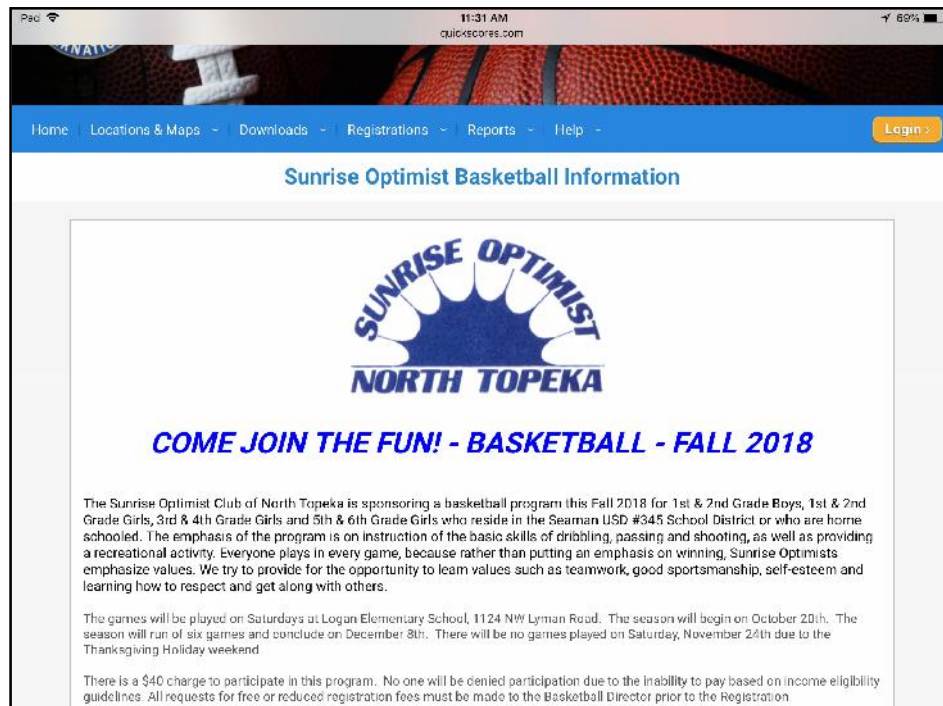 Pad
11:31 AM
69%
quickscores.com
Home Locations & Maps Downloads Registrations Reports Help Login ›
Sunrise Optimist Basketball Information
SUNRISE OPTIMIST
NORTH TOPEKA
COME JOIN THE FUN! - BASKETBALL - FALL 2018
The Sunrise Optimist Club of North Topeka is sponsoring a basketball program this Fall 2018 for 1st & 2nd Grade Boys, 1st & 2nd
Grade Girls, 3rd & 4th Grade Girls and 5th & 6th Grade Girls who reside in the Seaman USD #345 School District or who are home
schooled. The emphasis of the program is on instruction of the basic skills of dribbling, passing and shooting, as well as providing
a recreational activity. Everyone plays in every game, because rather than putting an emphasis on winning, Sunrise Optimists
emphasize values. We try to provide for the opportunity to learn values such as teamwork, good sportsmanship, self-esteem and
learning how to respect and get along with others.
The games will be played on Saturdays at Logan Elementary School, 1124 NW Lyman Road. The season will begin on October 20th. The
season will run of six games and conclude on December 8th. There will be no games played on Saturday, November 24th due to the
Thanksgiving Holiday weekend
There is a $40 charge to participate in this program. No one will be denied participation due to the inability to pay based on income eligibility
guidelines. All requests for free or reduced registration fees must be made to the Basketball Director prior to the Registration